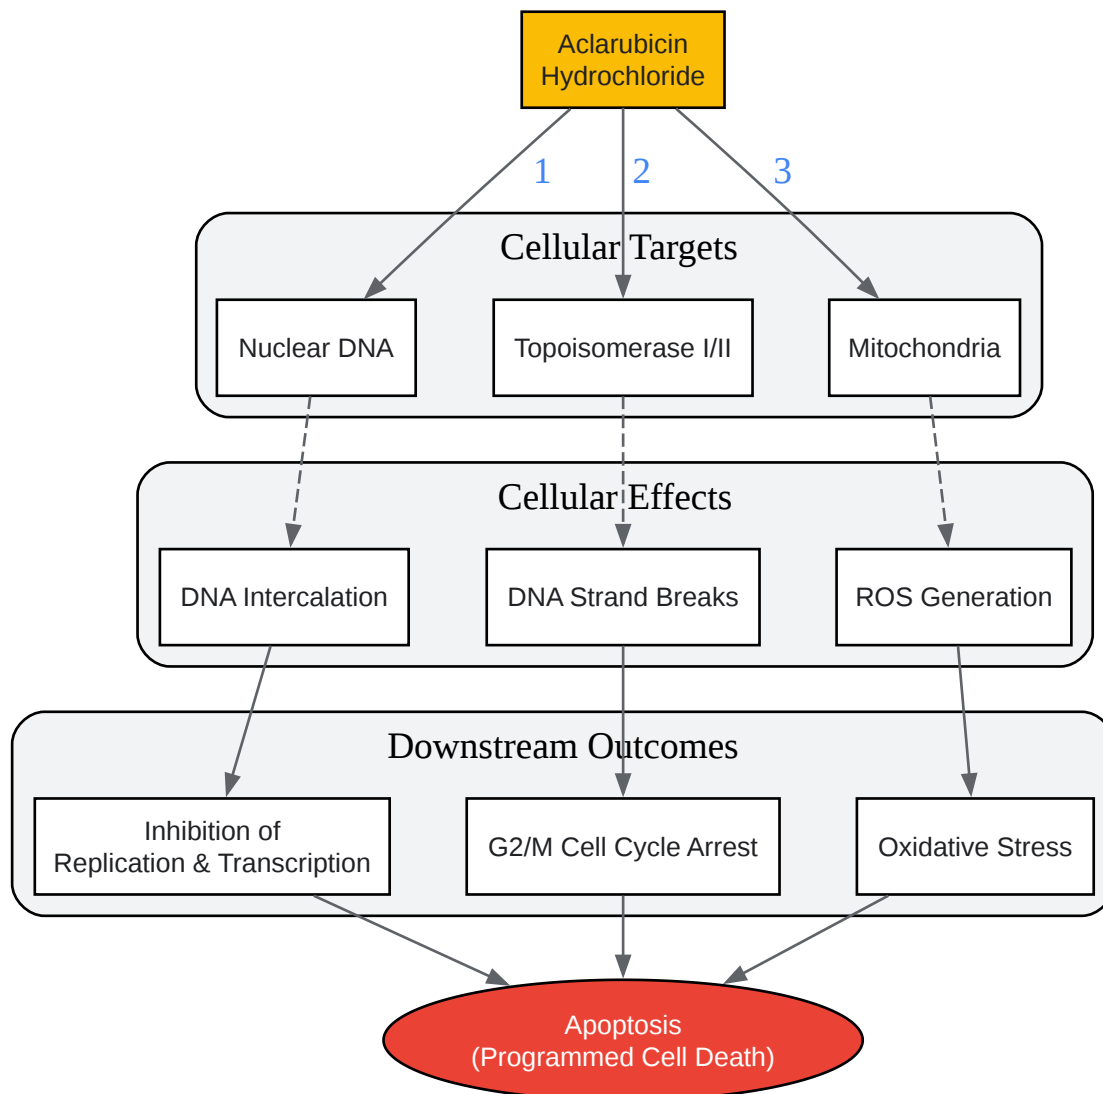 Aclarubicin
Hydrochloride
1
2
3
Cellular Targets
Nuclear DNA
Topoisomerase I/II
Mitochondria
Cellular Effects
DNA Intercalation
DNA Strand Breaks
ROS Generation
Downstream Outcomes
Inhibition of
Replication & Transcription
G2/M Cell Cycle Arrest
Oxidative Stress
Apoptosis
(Programmed Cell Death)